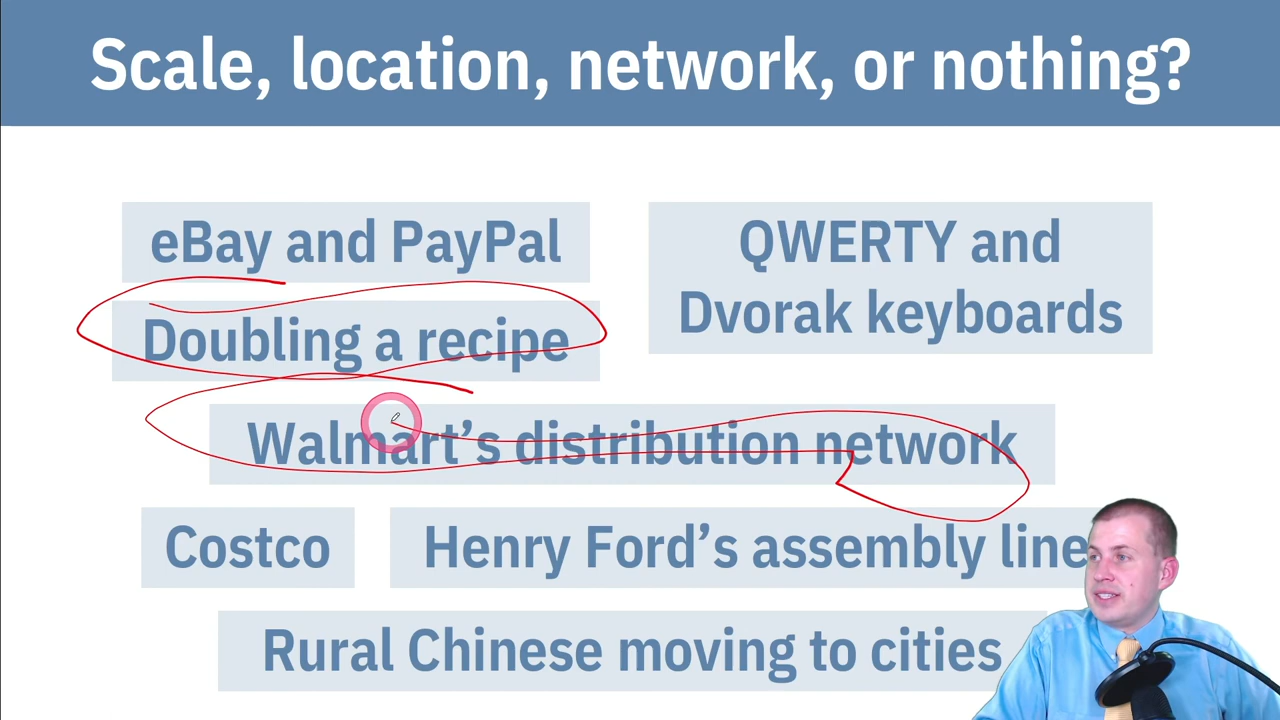 Scale, location, network, or nothing?
eBay and PayPal
QWERTY and
Dvorak keyboards
Doubling a recipe
Walmart's distribution network
Costco
Henry Ford's assembly line
Rural Chinese moving to cities